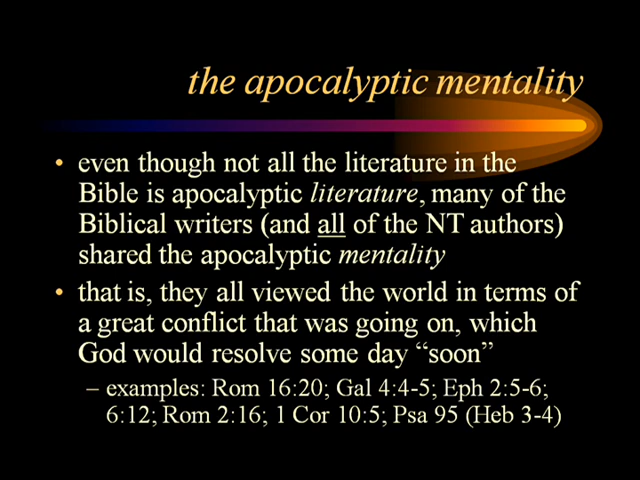 the apocalyptic mentality
• even though not all the literature in the
Bible is apocalyptic literature, many of the
Biblical writers (and all of the NT authors)
shared the apocalyptic mentality
• that is, they all viewed the world in terms of
a great conflict that was going on, which
God would resolve some day “soon”
– examples: Rom 16:20; Gal 4:4-5; Eph 2:5-6;
6:12; Rom 2:16; 1 Cor 10:5; Psa 95 (Heb 3-4)